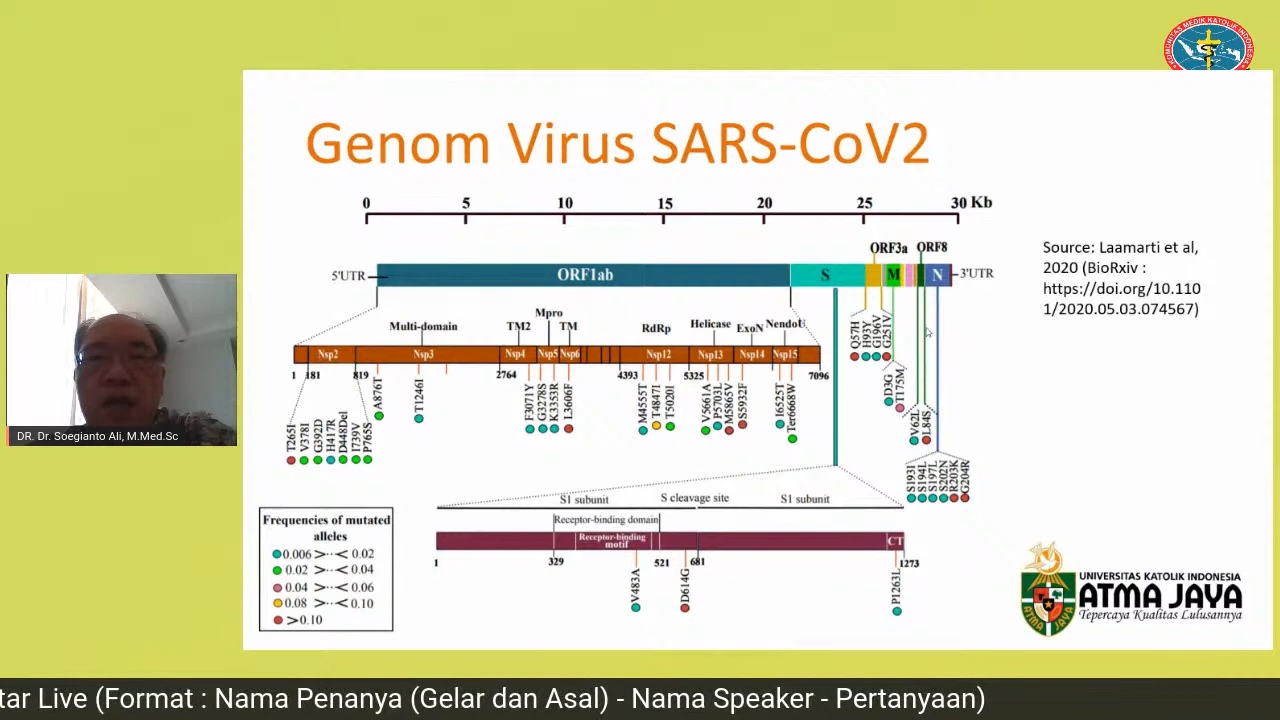 KOMUNITAS MEDIK KATOLIK INDONESIA
Genom Virus SARS-CoV2
0 5 10 15 20 25 30 Kb
ORF3a ORF8
5'UTR ORF1ab S M N 3'UTR
Source: Laamarti et al,
2020 (BioRxiv :
https://doi.org/10.110
1/2020.05.03.074567)
Multi-domain TM2 Mpro TM RdRp Helicase ExoN NendoU
Nsp2 Nsp3 Nsp4 Nsp5 Nsp6 Nsp12 Nsp13 Nsp14 Nsp15
1 181 819 2764 4393 5325 7096
T265I
V378I
G392D
H417R
D448Del
I739V
P765S
A876T
T1246I
F3071Y
G3278S
K3353R
L3606F
M4555T
T4847I
T5020I
V5661A
P5703L
M5865V
S5932F
I6525T
Ter6668W
Q57H
H93Y
G196V
G251V
D3G
T175M
V62L
L84S
S193I
S194L
S197L
S202N
R203K
G204R
S1 subunit S cleavage site S1 subunit
Receptor-binding domain
Receptor-binding
motif
CT
1 329 521 681 1273
V483A
D614G
P1263L
Frequencies of mutated
alleles
0.006 >··< 0.02
0.02 >··< 0.04
0.04 >··< 0.06
0.08 >··< 0.10
>0.10
DR. Dr. Soegianto Ali, M.Med.Sc
ATMA JAYA
UNIVERSITAS KATOLIK INDONESIA
ATMA JAYA
Tepercaya Kualitas Lulusannya
tar Live (Format : Nama Penanya (Gelar dan Asal) - Nama Speaker - Pertanyaan)